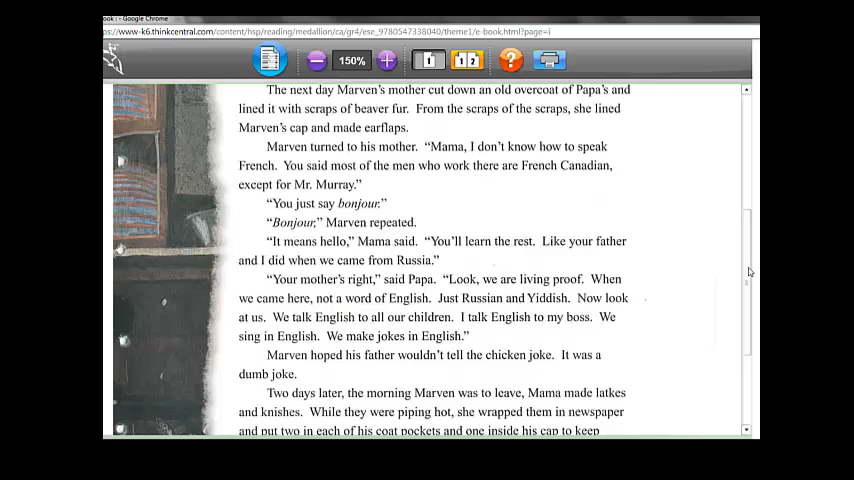 ook : - Google Chrome
ps://www-k6.thinkcentral.com/content/hsp/reading/medallion/ca/gr4/ese_9780547338040/theme1/e-book.html?page=i
150% 1 1 2 ?
The next day Marven's mother cut down an old overcoat of Papa's and
lined it with scraps of beaver fur. From the scraps of the scraps, she lined
Marven's cap and made earflaps.
Marven turned to his mother. “Mama, I don't know how to speak
French. You said most of the men who work there are French Canadian,
except for Mr. Murray.”
“You just say bonjour.”
“Bonjour,” Marven repeated.
“It means hello,” Mama said. “You'll learn the rest. Like your father
and I did when we came from Russia.”
“Your mother's right,” said Papa. “Look, we are living proof. When
we came here, not a word of English. Just Russian and Yiddish. Now look
at us. We talk English to all our children. I talk English to my boss. We
sing in English. We make jokes in English.”
Marven hoped his father wouldn't tell the chicken joke. It was a
dumb joke.
Two days later, the morning Marven was to leave, Mama made latkes
and knishes. While they were piping hot, she wrapped them in newspaper
and put two in each of his coat pockets and one inside his cap to keep